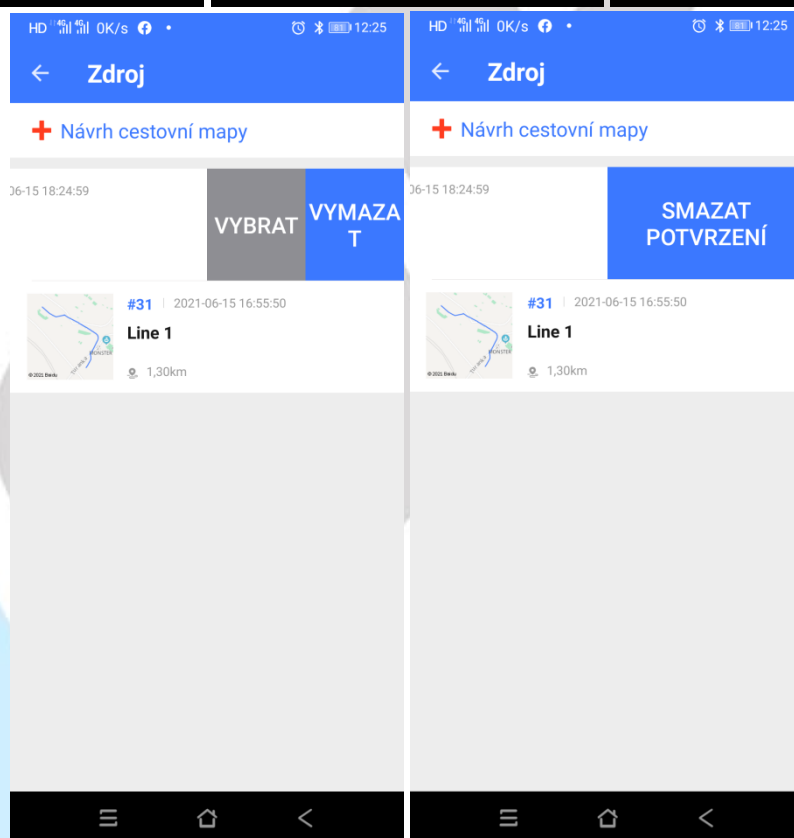 HD 4G 4G 0K/s 12:25
Zdroj
Návrh cestovní mapy
06-15 18:24:59
VYBRAT
VYMAZA
T
#31 2021-06-15 16:55:50
Line 1
1,30km
HD 4G 4G 0K/s 81 12:25
Zdroj
Návrh cestovní mapy
06-15 18:24:59
SMAZAT
POTVRZENÍ
#31 2021-06-15 16:55:50
Line 1
1,30km